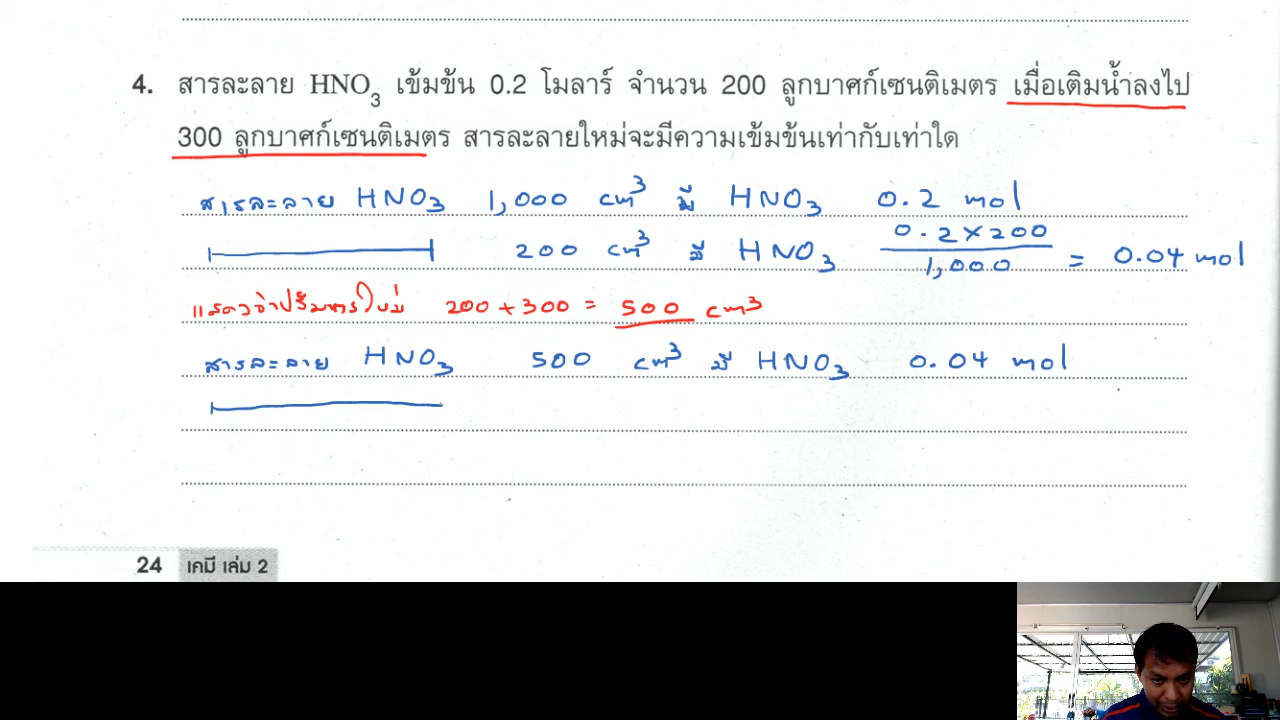 4. สารละลาย HNO3 เข้มข้น 0.2 โมลาร์ จำนวน 200 ลูกบาศก์เซนติเมตร เมื่อเติมน้ำลงไป
300 ลูกบาศก์เซนติเมตร สารละลายใหม่จะมีความเข้มข้นเท่ากับเท่าใด
สารละลาย HNO3 1,000 cm³ มี HNO3 0.2 mol
200 cm³ มี HNO3 0.2 × 200 / 1,000 = 0.04 mol
แสดงว่าปริมาตรใหม่ 200 + 300 = 500 cm³
สารละลาย HNO3 500 cm³ มี HNO3 0.04 mol
24 เคมี เล่ม 2